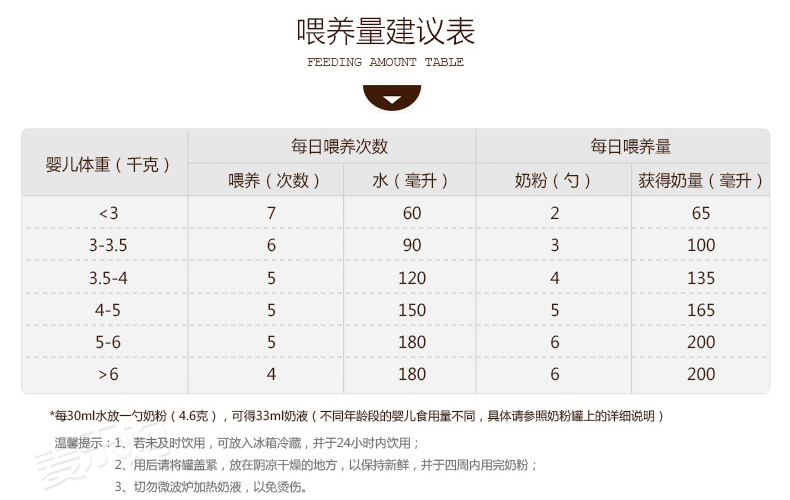 喂养量建议表
FEEDING AMOUNT TABLE
婴儿体重（千克） 每日喂养次数 每日喂养量
喂养（次数） 水（毫升） 奶粉（勺） 获得奶量（毫升）
<3 7 60 2 65
3-3.5 6 90 3 100
3.5-4 5 120 4 135
4-5 5 150 5 165
5-6 5 180 6 200
>6 4 180 6 200
*每30ml水放一勺奶粉（4.6克），可得33ml奶液（不同年龄段的婴儿食用量不同，具体请参照奶粉罐上的详细说明）
温馨提示：1、若未及时饮用，可放入冰箱冷藏，并于24小时内饮用；
2、用后请将罐盖紧，放在阴凉干燥的地方，以保持新鲜，并于四周内用完奶粉；
3、切勿微波炉加热奶液，以免烫伤。
麦乐购